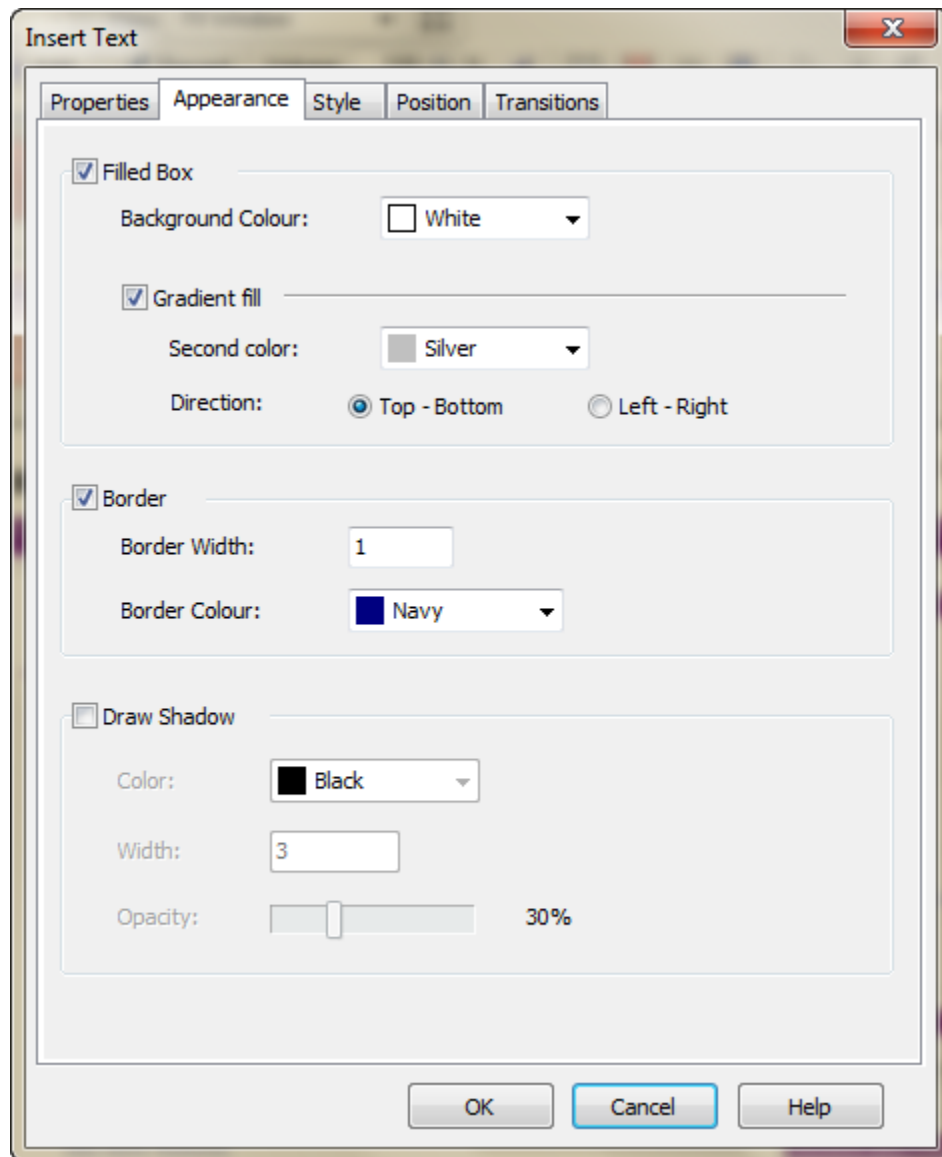 Insert Text
Properties Appearance Style Position Transitions
Filled Box
Background Colour: White
Gradient fill
Second color: Silver
Direction: Top - Bottom Left - Right
Border
Border Width: 1
Border Colour: Navy
Draw Shadow
Color: Black
Width: 3
Opacity: 30%
OK Cancel Help